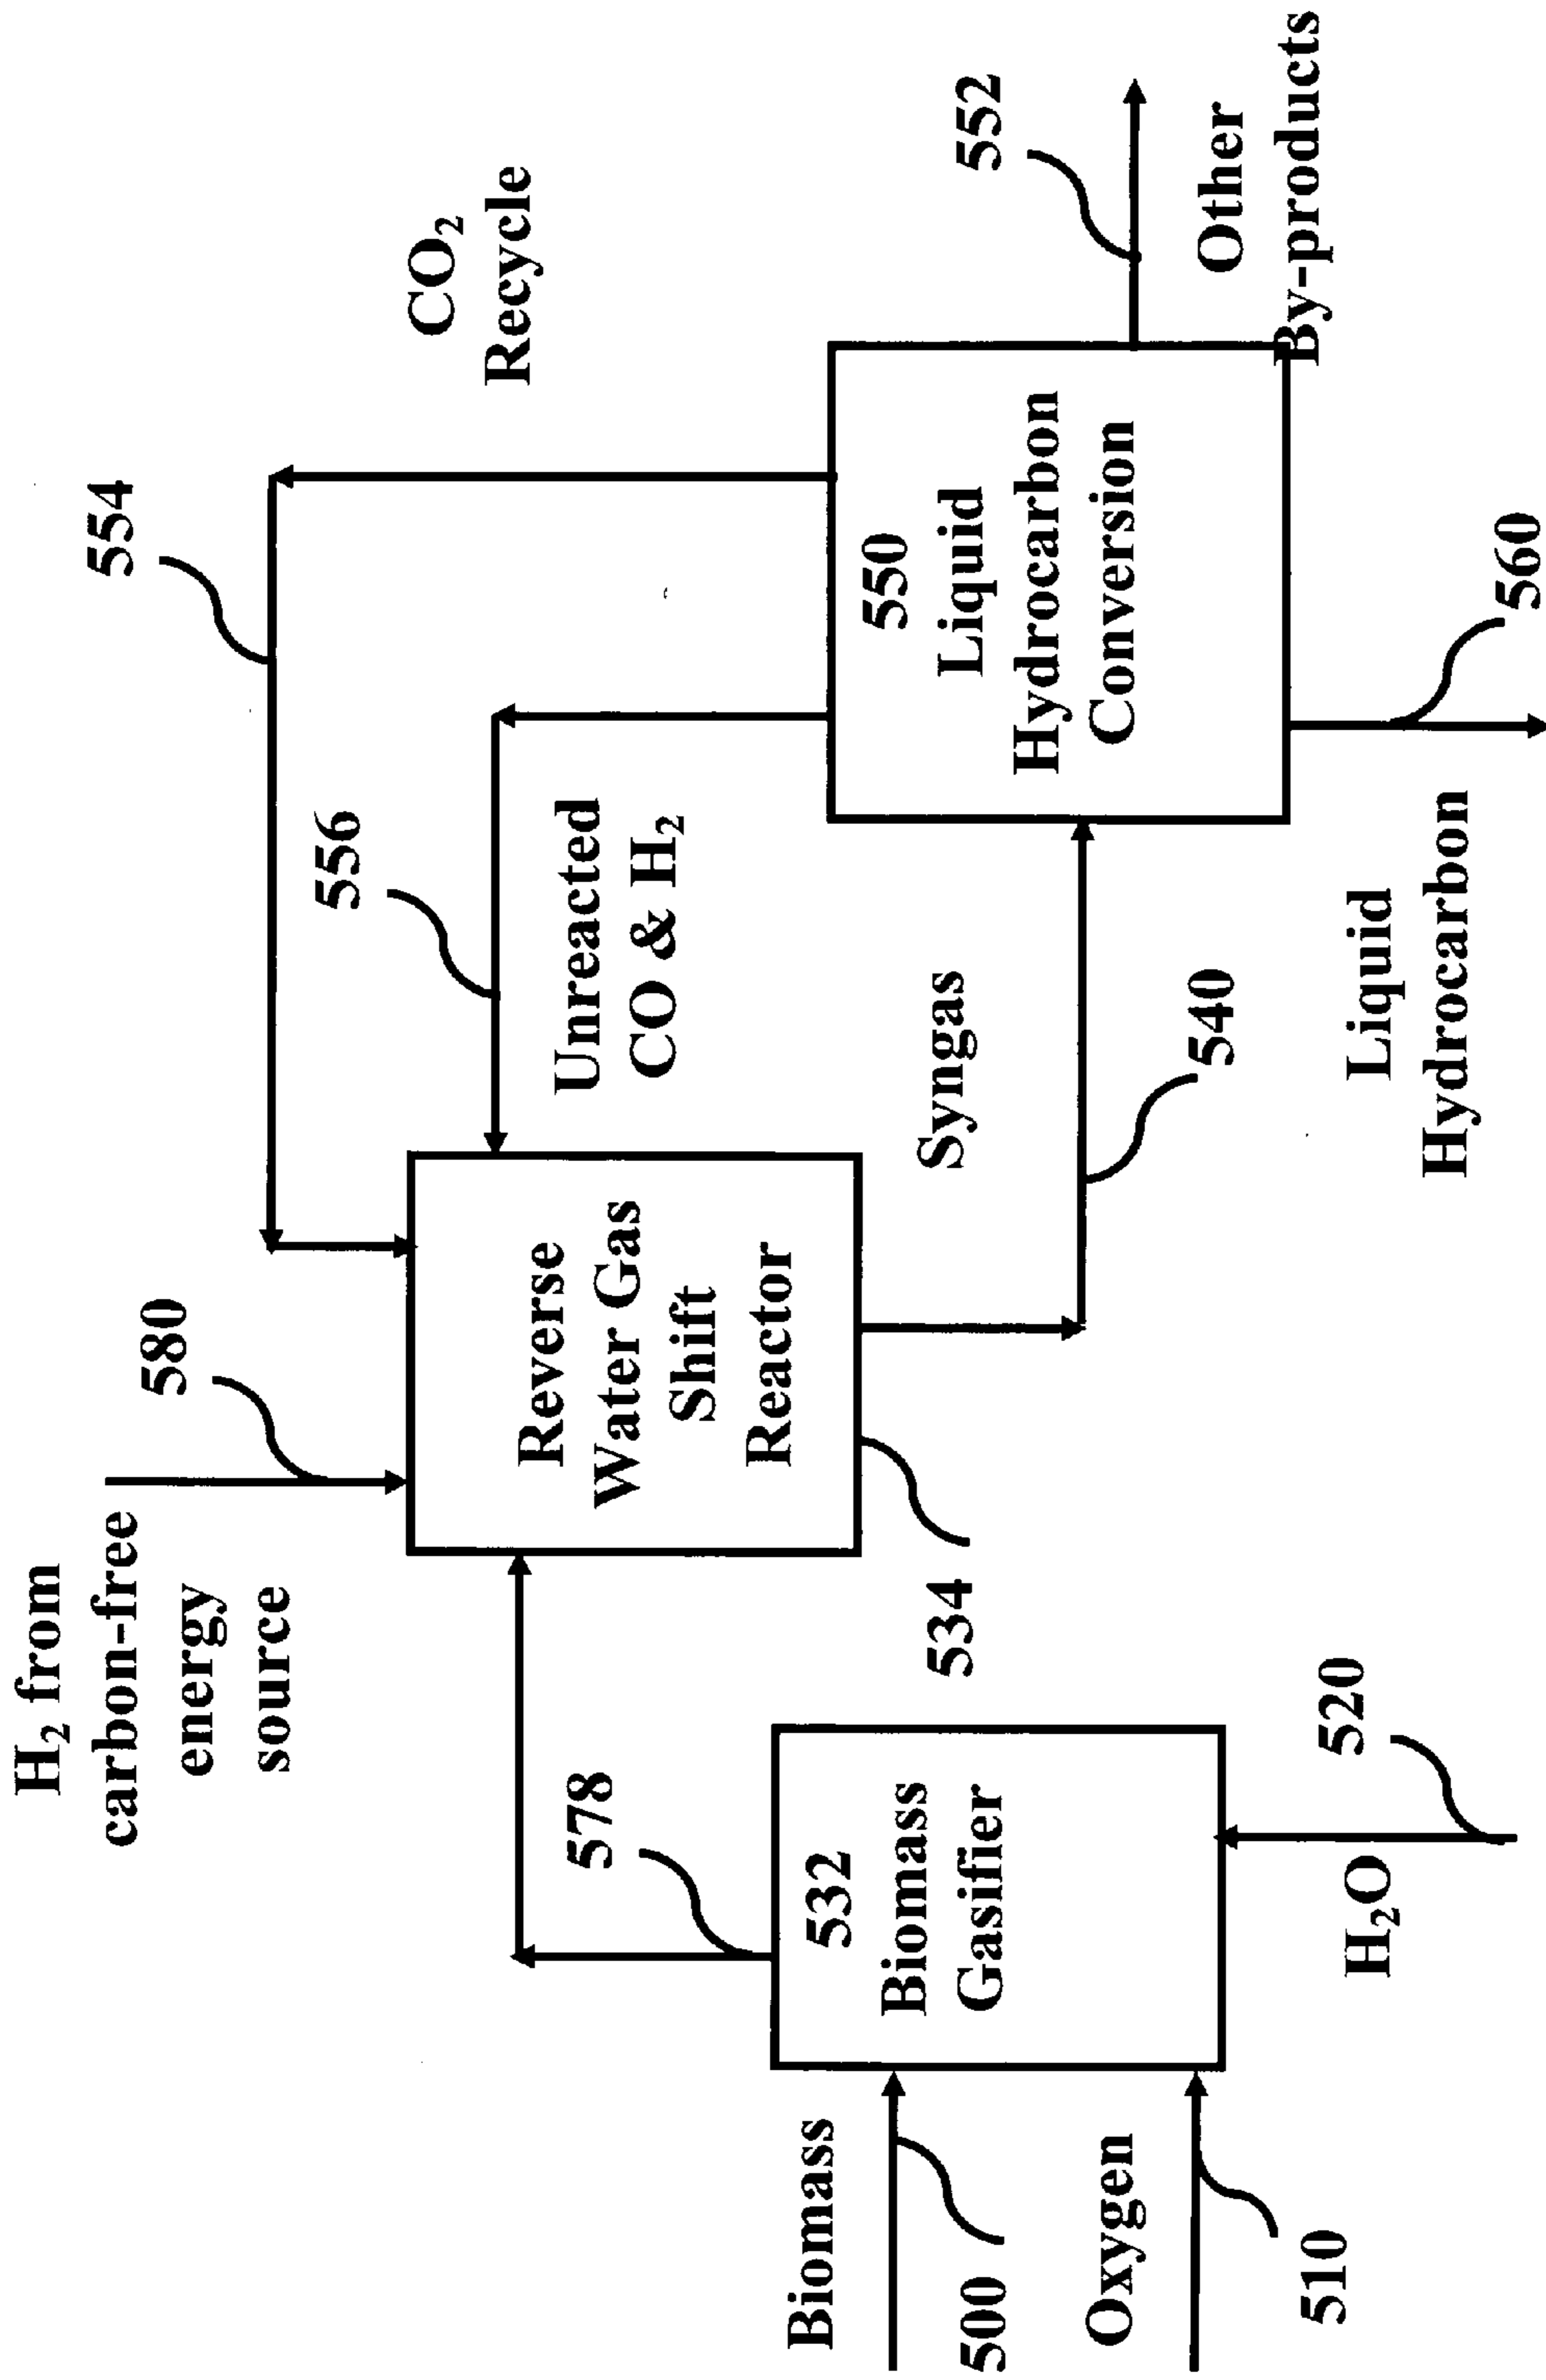 H₂ from
carbon-free
energy
source
580
554
CO₂
Recycle
556
Unreacted
CO & H₂
578
Reverse
Water Gas
Shift
Reactor
534
Syngas
540
550
Liquid
Hydrocarbon
Conversion
552
Other
By-products
Biomass
500
Oxygen
510
532
Biomass
Gasifier
H₂O
520
Liquid
Hydrocarbon
560